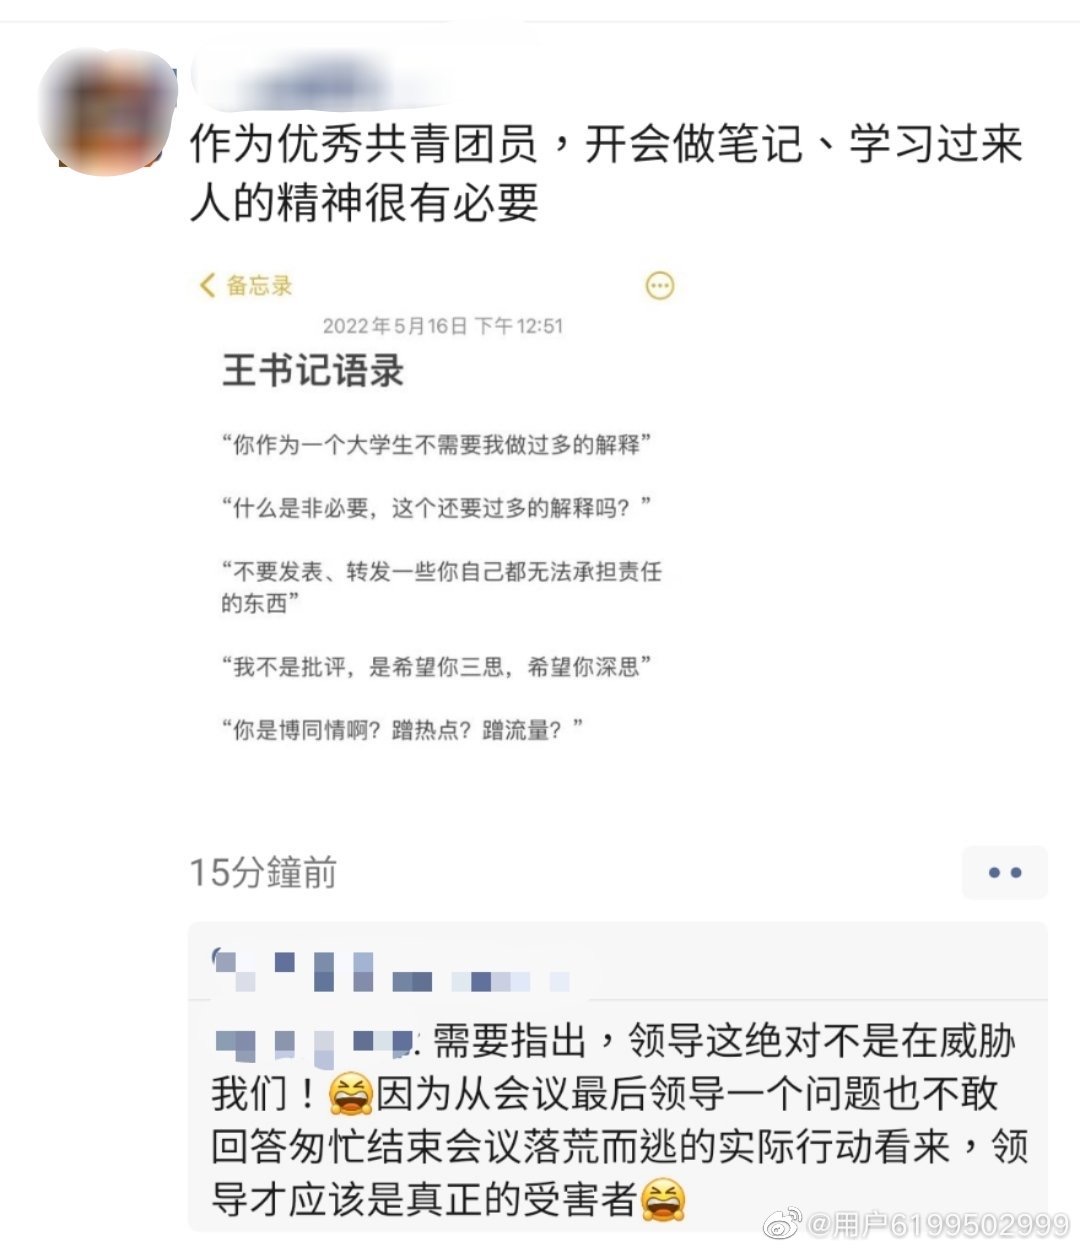 作为优秀共青团员，开会做笔记、学习过来
人的精神很有必要
备忘录
2022年5月16日 下午12:51
王书记语录
“你作为一个大学生不需要我做过多的解释”
“什么是非必要，这个还要过多的解释吗？”
“不要发表、转发一些你自己都无法承担责任
的东西”
“我不是批评，是希望你三思，希望你深思”
“你是博同情啊？蹭热点？蹭流量？”
15分鐘前
: 需要指出，领导这绝对不是在威胁
我们！😆因为从会议最后领导一个问题也不敢
回答匆忙结束会议落荒而逃的实际行动看来，领
导才应该是真正的受害者😆
@用户6199502999